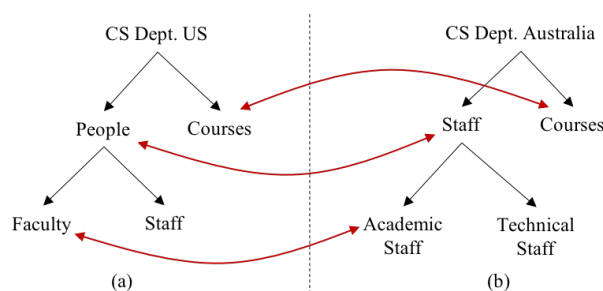 CS Dept. US
CS Dept. Australia
People
Courses
Staff
Courses
Faculty
Staff
Academic
Staff
Technical
Staff
(a)
(b)